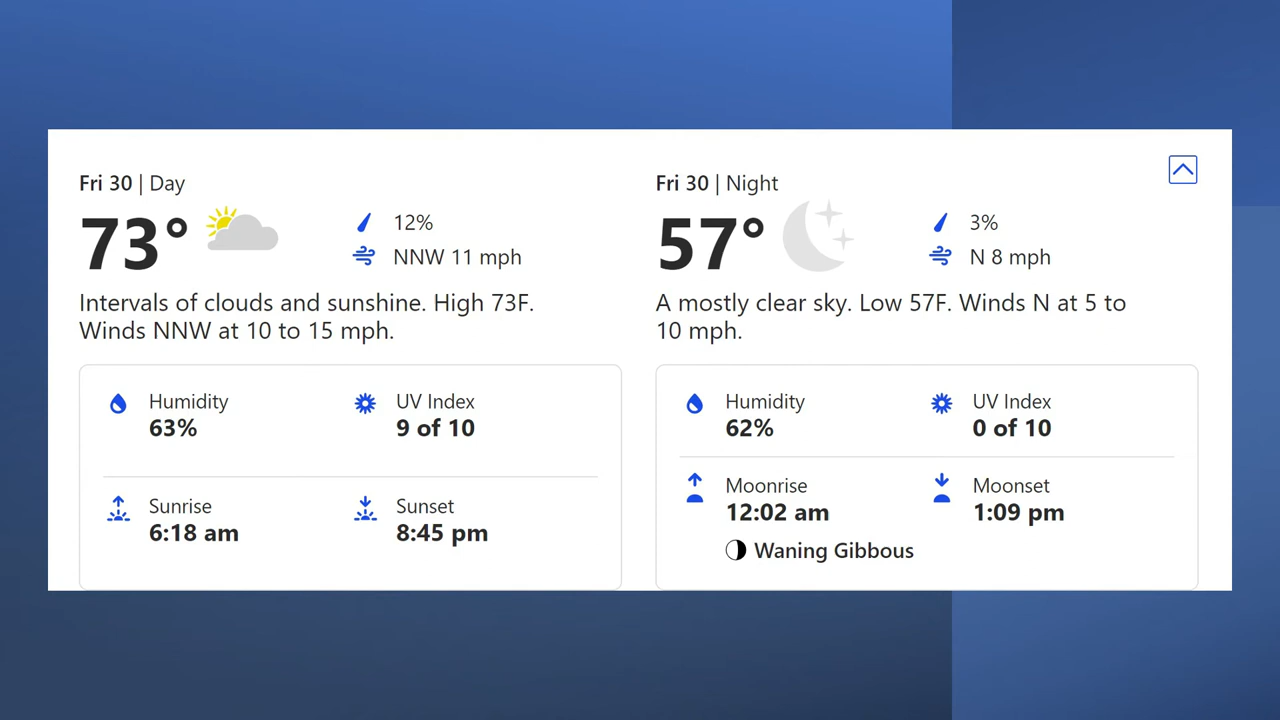 Fri 30 | Day
73°
12%
NNW 11 mph
Intervals of clouds and sunshine. High 73F.
Winds NNW at 10 to 15 mph.
Humidity
63%
UV Index
9 of 10
Sunrise
6:18 am
Sunset
8:45 pm
Fri 30 | Night
57°
3%
N 8 mph
A mostly clear sky. Low 57F. Winds N at 5 to
10 mph.
Humidity
62%
UV Index
0 of 10
Moonrise
12:02 am
Waning Gibbous
Moonset
1:09 pm